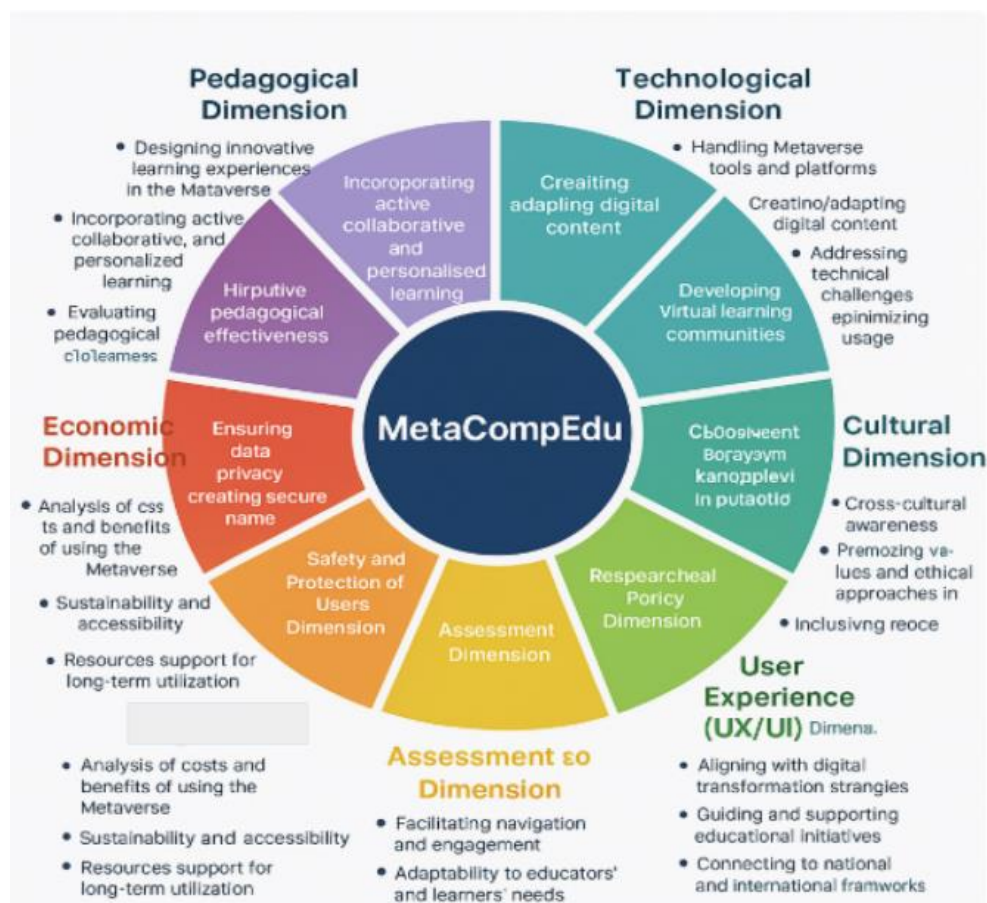 Pedagogical
Dimension
• Designing innovative
learning experiences
in the Mataverse
• Incorporating active
collaborative, and
personalized
learning
• Evaluating
pedagogical
Technological
Dimension
• Handling Metaverse
tools and platforms
Creatino/adapting
digital content
• Addressing
technical
challenges
epinimizing
usage
Incoroporating
active
collaborative
and
personalised
learning
Creaiting
adapling digital
content
Hirputive
pedagogical
effectiveness
Developing
Virtual learning
communities
MetaCompEdu
Economic
Dimension
Ensuring
data
privacy
creating secure
name
In putaotio
Cultural
Dimension
• Analysis of css
ts and benefits
of using the
Metaverse
• Sustainability and
accessibility
• Resources support for
long-term utilization
• Cross-cultural
awareness
• Premozing va-
lues and ethical
approaches in
• Inclusivng reoce
Safety and
Protection of
Users
Dimension
Assessment
Dimension
Respearcheal
Poricy
Dimension
User
Experience
(UX/UI) Dimens.
• Analysis of costs and
benefits of using the
Metaverse
• Sustainability and accessibility
• Resources support for
long-term utilization
Assessment ɛo
Dimension
• Facilitating navigation
and engagement
• Adaptability to educators'
and learners' needs
• Aligning with digital
transformation strangies
• Guiding and supporting
educational initiatives
• Connecting to national
and international framworks